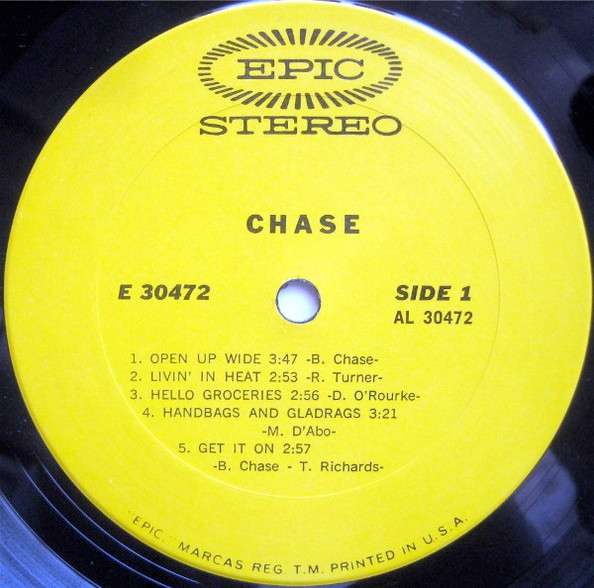 EPIC
STEREO
CHASE
E 30472
SIDE 1
AL 30472
1. OPEN UP WIDE 3:47 -B. Chase-
2. LIVIN' IN HEAT 2:53 -R. Turner-
3. HELLO GROCERIES 2:56 -D. O'Rourke-
4. HANDBAGS AND GLADRAGS 3:21
-M. D'Abo-
5. GET IT ON 2:57
-B. Chase - T. Richards-
"EPIC," MARCAS REG. T.M. PRINTED IN U.S.A.